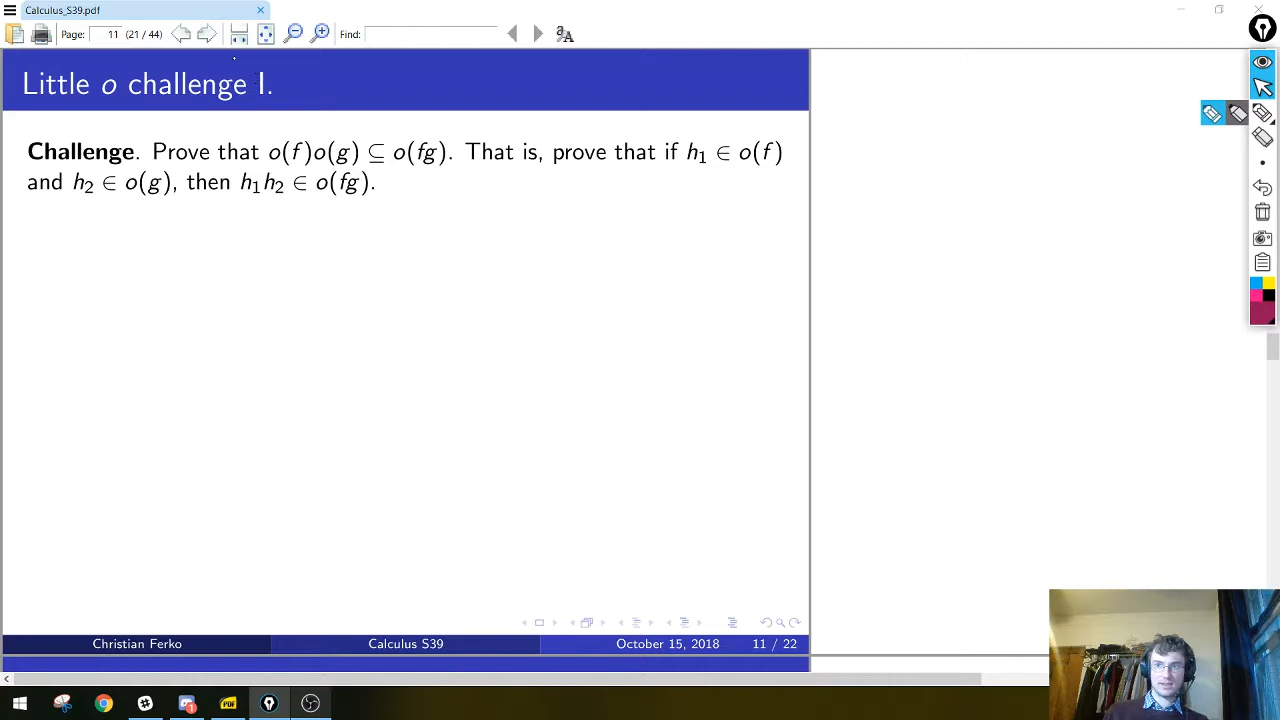 Calculus_S39.pdf
Page: 11 (21 / 44) Find:
Little o challenge I.
Challenge. Prove that o(f)o(g) ⊆ o(fg). That is, prove that if h₁ ∈ o(f)
and h₂ ∈ o(g), then h₁h₂ ∈ o(fg).
Christian Ferko Calculus S39 October 15, 2018 11 / 22